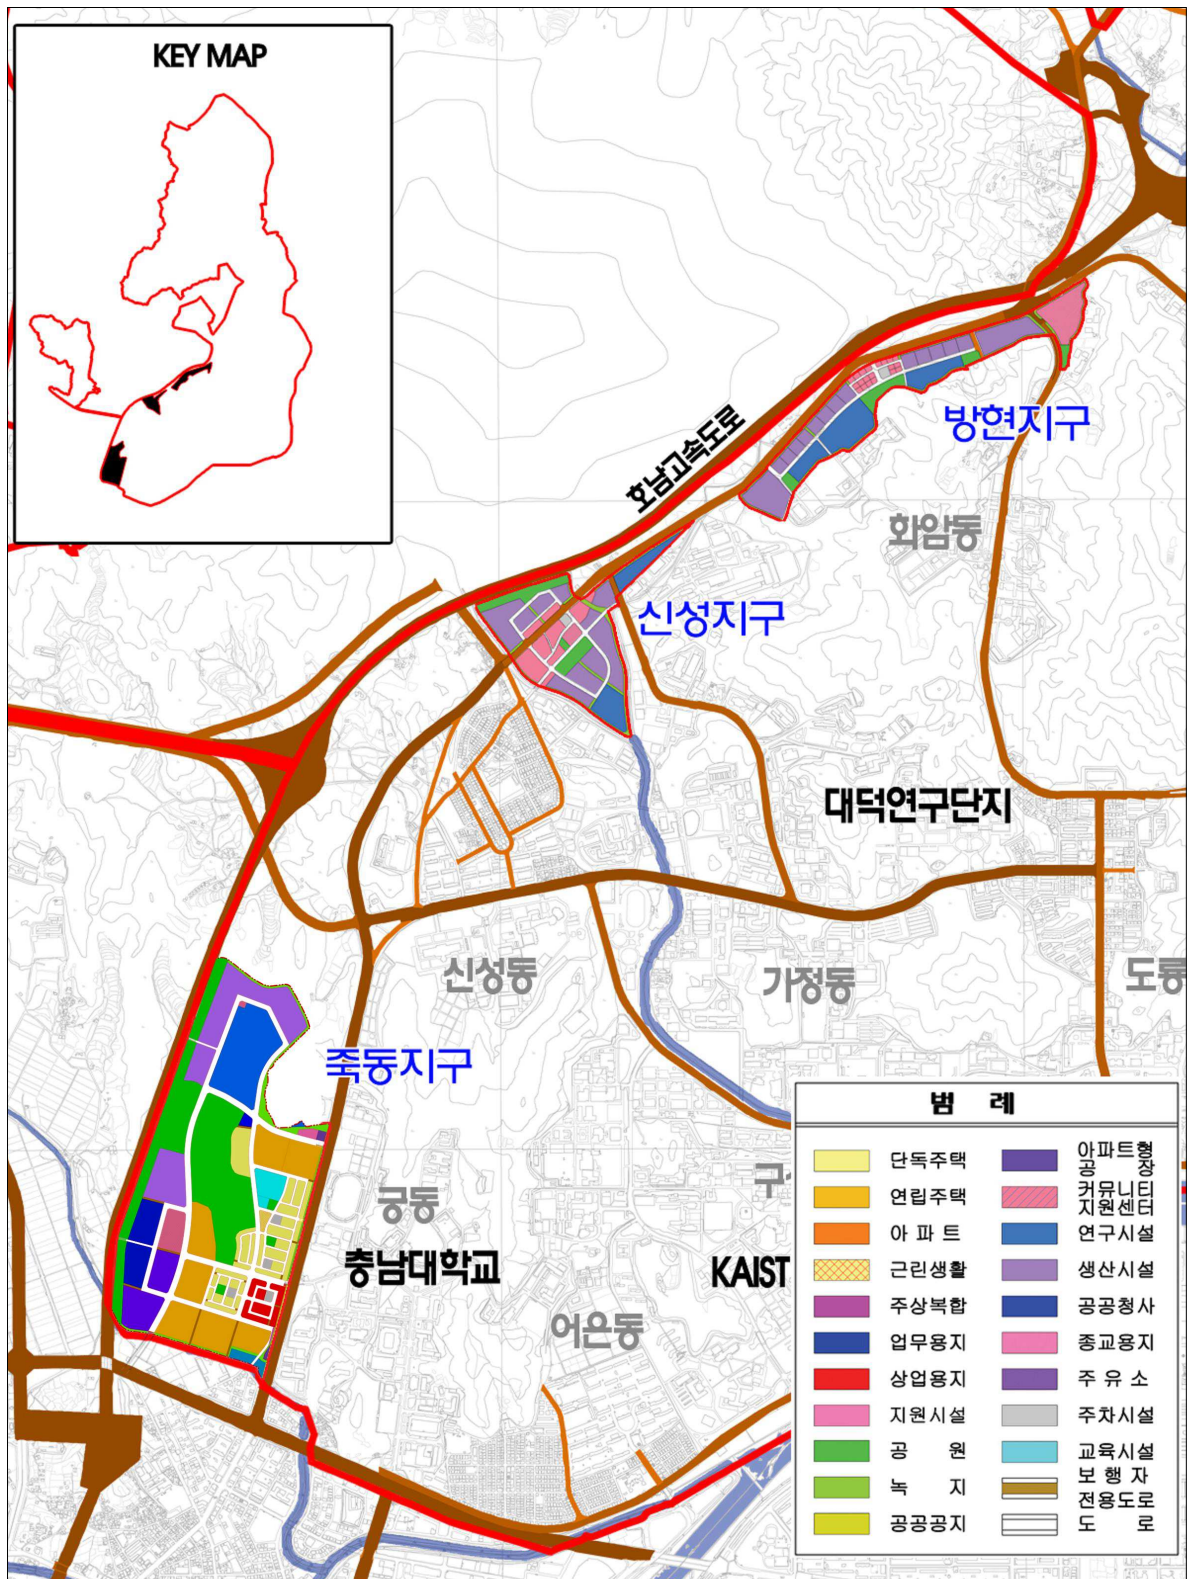 KEY MAP
호남고속도로
방현지구
화암동
신성지구
대덕연구단지
신성동
가정동
도룡
죽동지구
궁동
충남대학교
구
KAIST
어은동
범 례
단독주택
연립주택
아 파 트
근린생활
주상복합
업무용지
상업용지
지원시설
공 원
녹 지
공공공지
아파트형
공 장
커뮤니티
지원센터
연구시설
생산시설
공공청사
종교용지
주 유 소
주차시설
교육시설
보 행 자
전용도로
도 로